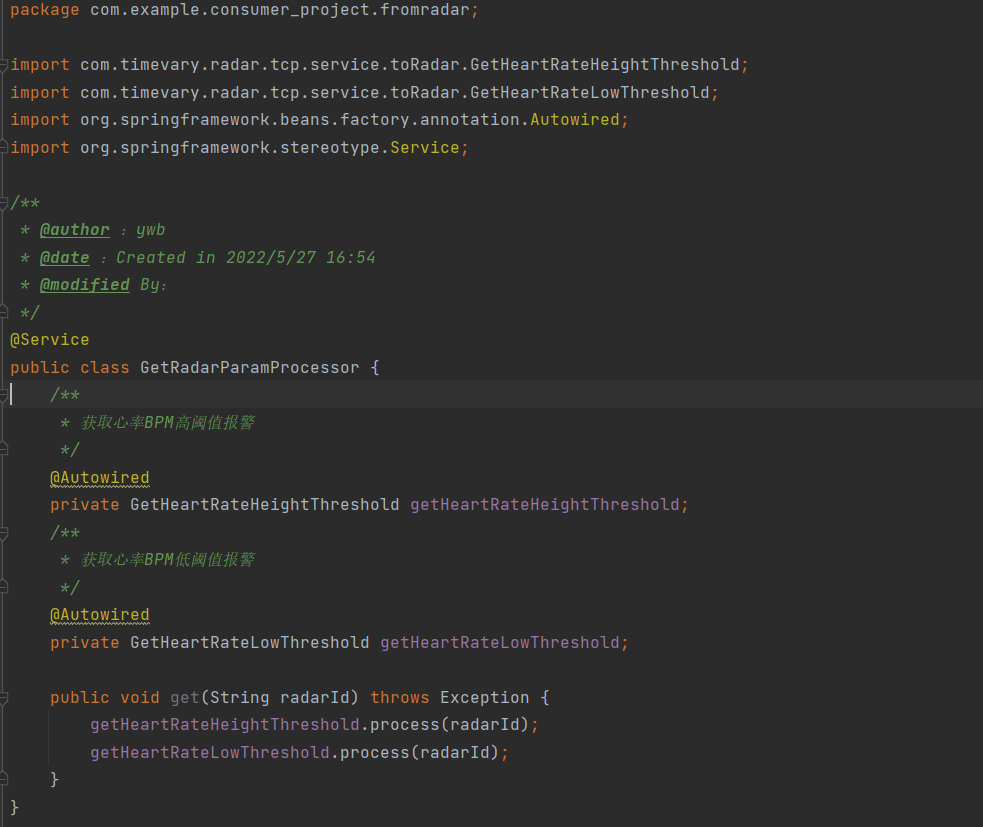 package com.example.consumer_project.fromradar;
import com.timevary.radar.tcp.service.toRadar.GetHeartRateHeightThreshold;
import com.timevary.radar.tcp.service.toRadar.GetHeartRateLowThreshold;
import org.springframework.beans.factory.annotation.Autowired;
import org.springframework.stereotype.Service;
/**
 * @author : ywb
 * @date : Created in 2022/5/27 16:54
 * @modified By:
 */
@Service
public class GetRadarParamProcessor {
    /**
     * 获取心率BPM高阈值报警
     */
    @Autowired
    private GetHeartRateHeightThreshold getHeartRateHeightThreshold;
    /**
     * 获取心率BPM低阈值报警
     */
    @Autowired
    private GetHeartRateLowThreshold getHeartRateLowThreshold;
    public void get(String radarId) throws Exception {
        getHeartRateHeightThreshold.process(radarId);
        getHeartRateLowThreshold.process(radarId);
    }
}